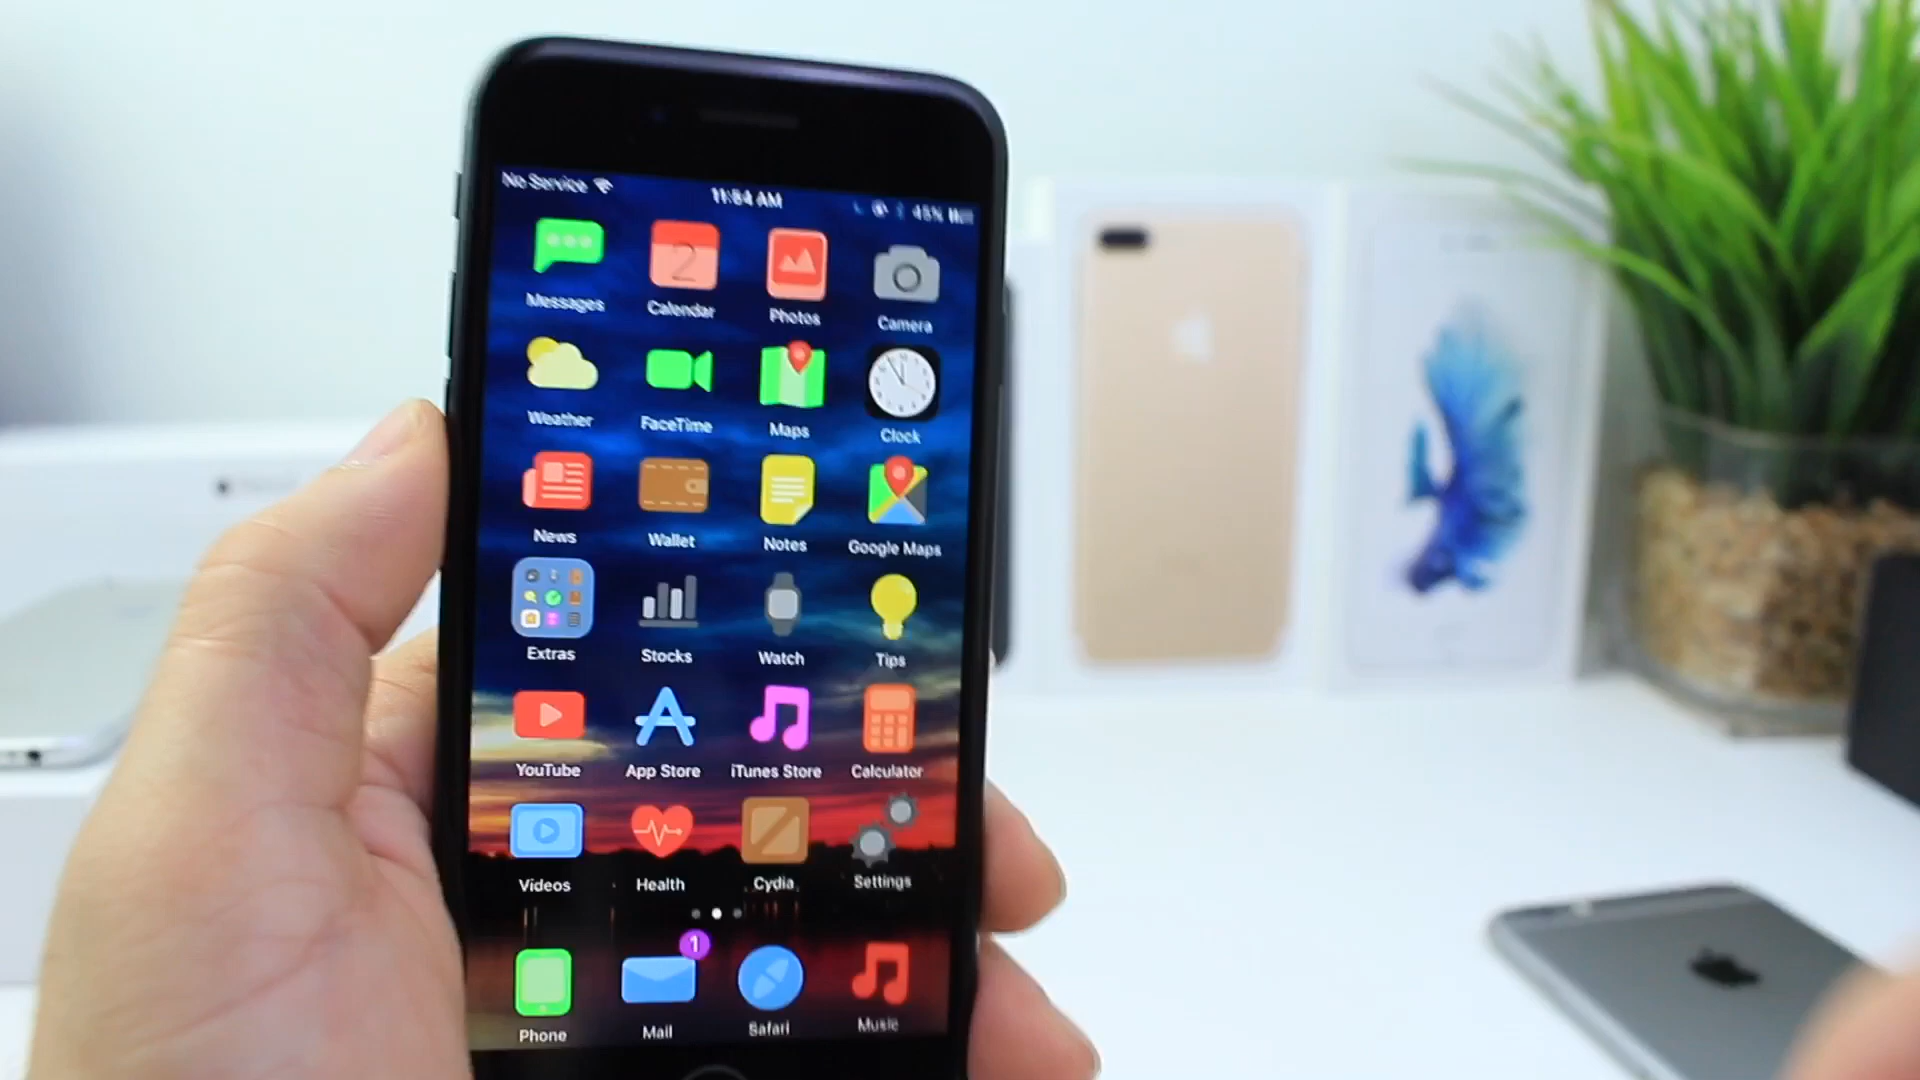 No Service 11:54 AM 45%
Messages Calendar Photos Camera
2
Weather FaceTime Maps Clock
News Wallet Notes Google Maps
Extras Stocks Watch Tips
YouTube App Store iTunes Store Calculator
Videos Health Cydia Settings
1
Phone Mail Safari Music